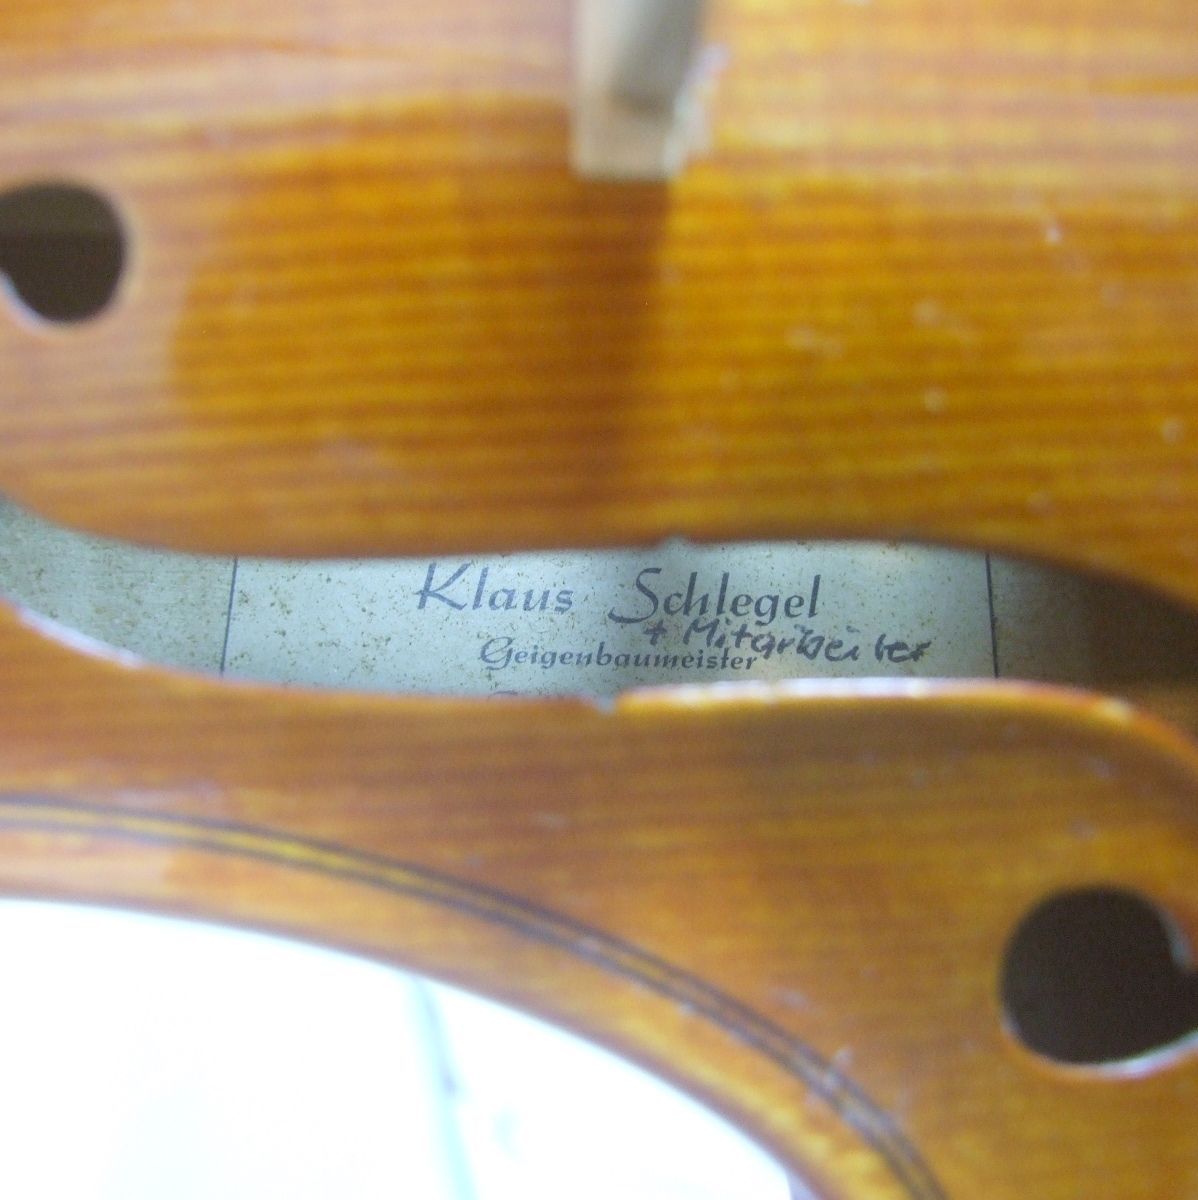 Klaus Schlegel
+ Mitarbeiter
Geigenbaumeister